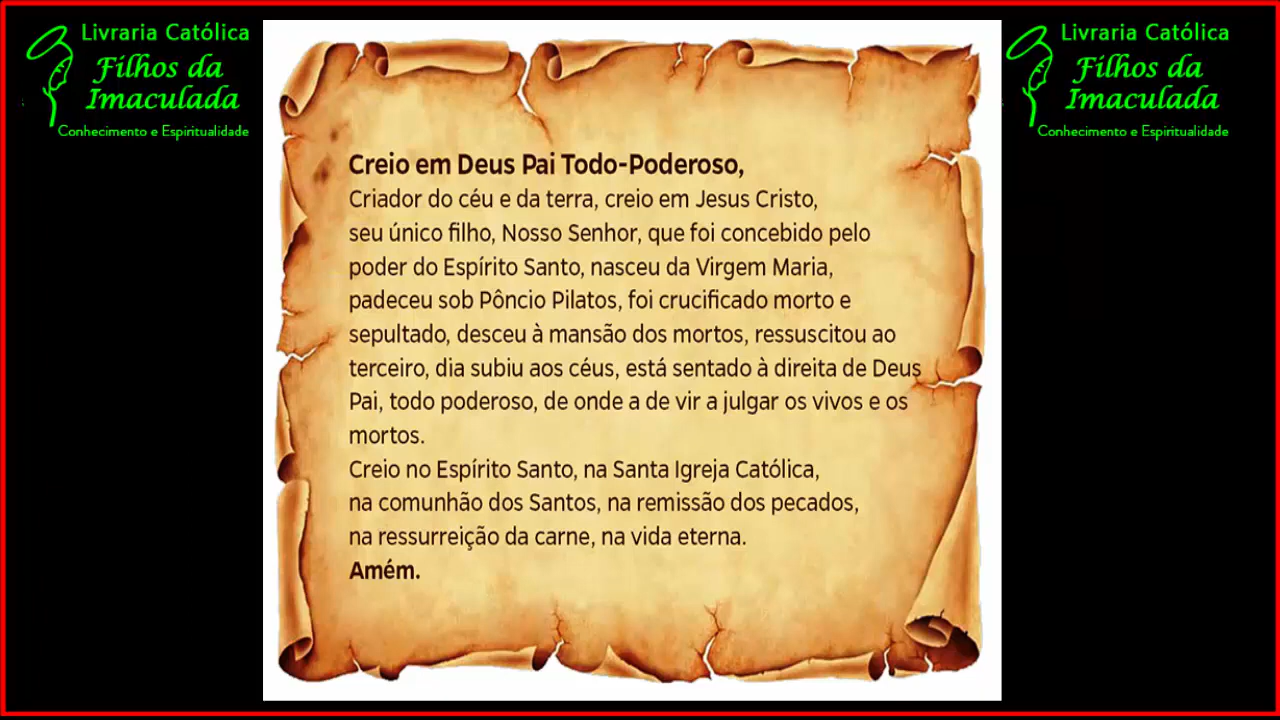 Livraria Católica
Filhos da
Imaculada
Conhecimento e Espiritualidade
Creio em Deus Pai Todo-Poderoso,
Criador do céu e da terra, creio em Jesus Cristo,
seu único filho, Nosso Senhor, que foi concebido pelo
poder do Espírito Santo, nasceu da Virgem Maria,
padeceu sob Pôncio Pilatos, foi crucificado morto e
sepultado, desceu à mansão dos mortos, ressuscitou ao
terceiro, dia subiu aos céus, está sentado à direita de Deus
Pai, todo poderoso, de onde a de vir a julgar os vivos e os
mortos.
Creio no Espírito Santo, na Santa Igreja Católica,
na comunhão dos Santos, na remissão dos pecados,
na ressurreição da carne, na vida eterna.
Amém.
Livraria Católica
Filhos da
Imaculada
Conhecimento e Espiritualidade